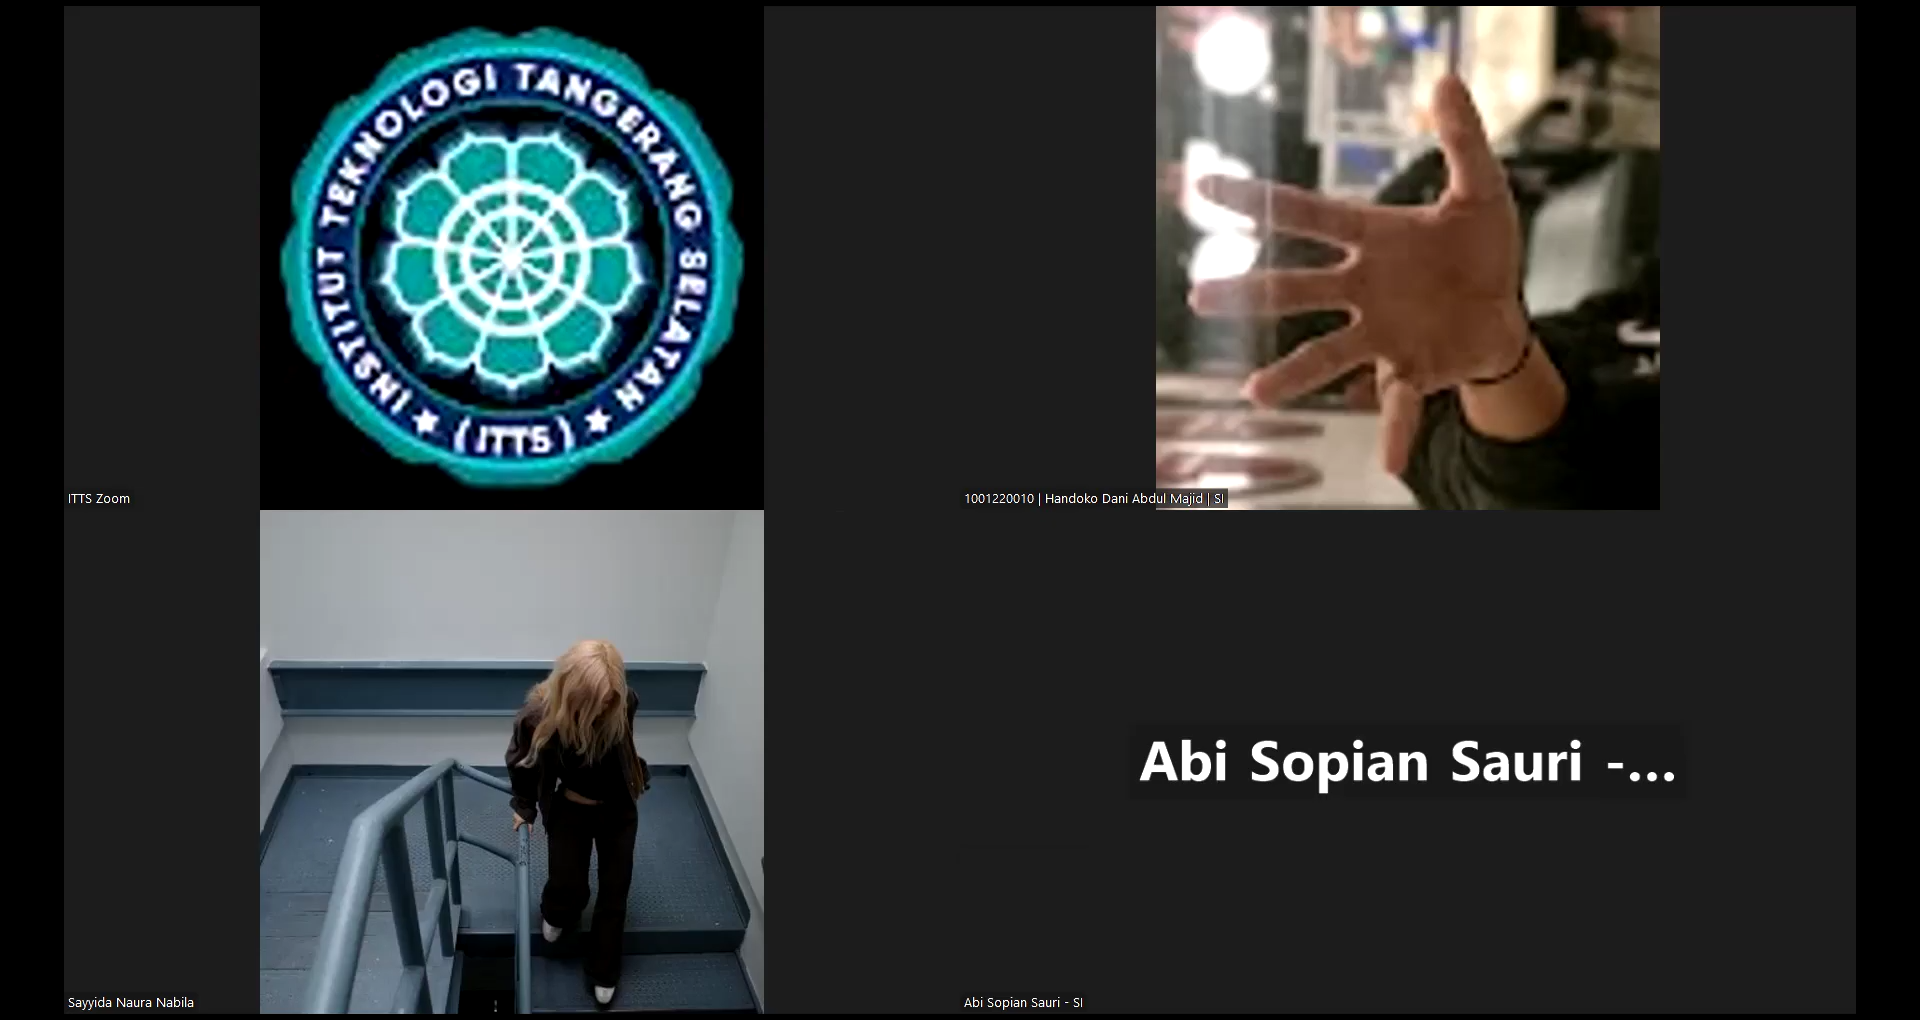 INSTITUT TEKNOLOGI TANGERANG SELATAN
★ (ITTS) ★
ITTS Zoom
1001220010 | Handoko Dani Abdul Majid | SI
Sayyida Naura Nabila
Abi Sopian Sauri -...
Abi Sopian Sauri - SI